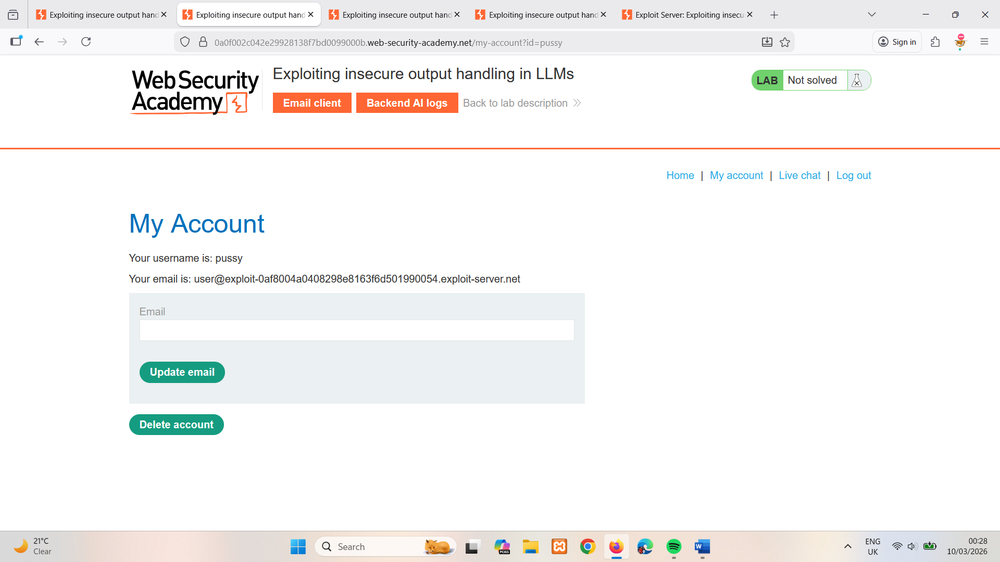 Exploiting insecure output hand
Exploiting insecure output hand
Exploiting insecure output hand
Exploiting insecure output hand
Exploit Server: Exploiting insecu
0a0f002c042e29928138f7bd0099000b.web-security-academy.net/my-account?id=pussy
Sign in
WebSecurity
Academy
Exploiting insecure output handling in LLMs
Email client
Backend AI logs
Back to lab description
LAB
Not solved
Home | My account | Live chat | Log out
My Account
Your username is: pussy
Your email is: user@exploit-0af8004a0408298e8163f6d501990054.exploit-server.net
Email
Update email
Delete account
21°C
Clear
Search
M365
W
ENG
UK
00:28
10/03/2026